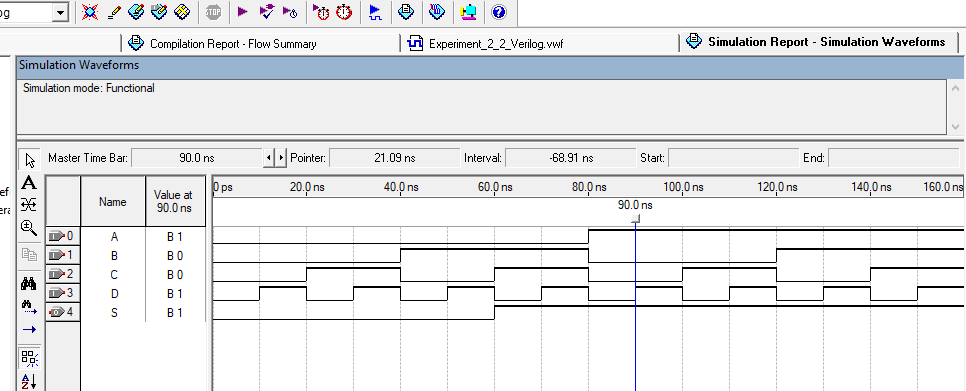 og
STOP
Compilation Report - Flow Summary
Experiment_2_2_Verilog.vwf
Simulation Report - Simulation Waveforms
Simulation Waveforms
Simulation mode: Functional
Master Time Bar: 90.0 ns Pointer: 21.09 ns Interval: -68.91 ns Start: End:
Name Value at 90.0 ns
0 ps 20.0 ns 40.0 ns 60.0 ns 80.0 ns 100.0 ns 120.0 ns 140.0 ns 160.0 ns
90.0 ns
0 A B 1
1 B B 0
2 C B 0
3 D B 1
4 S B 1